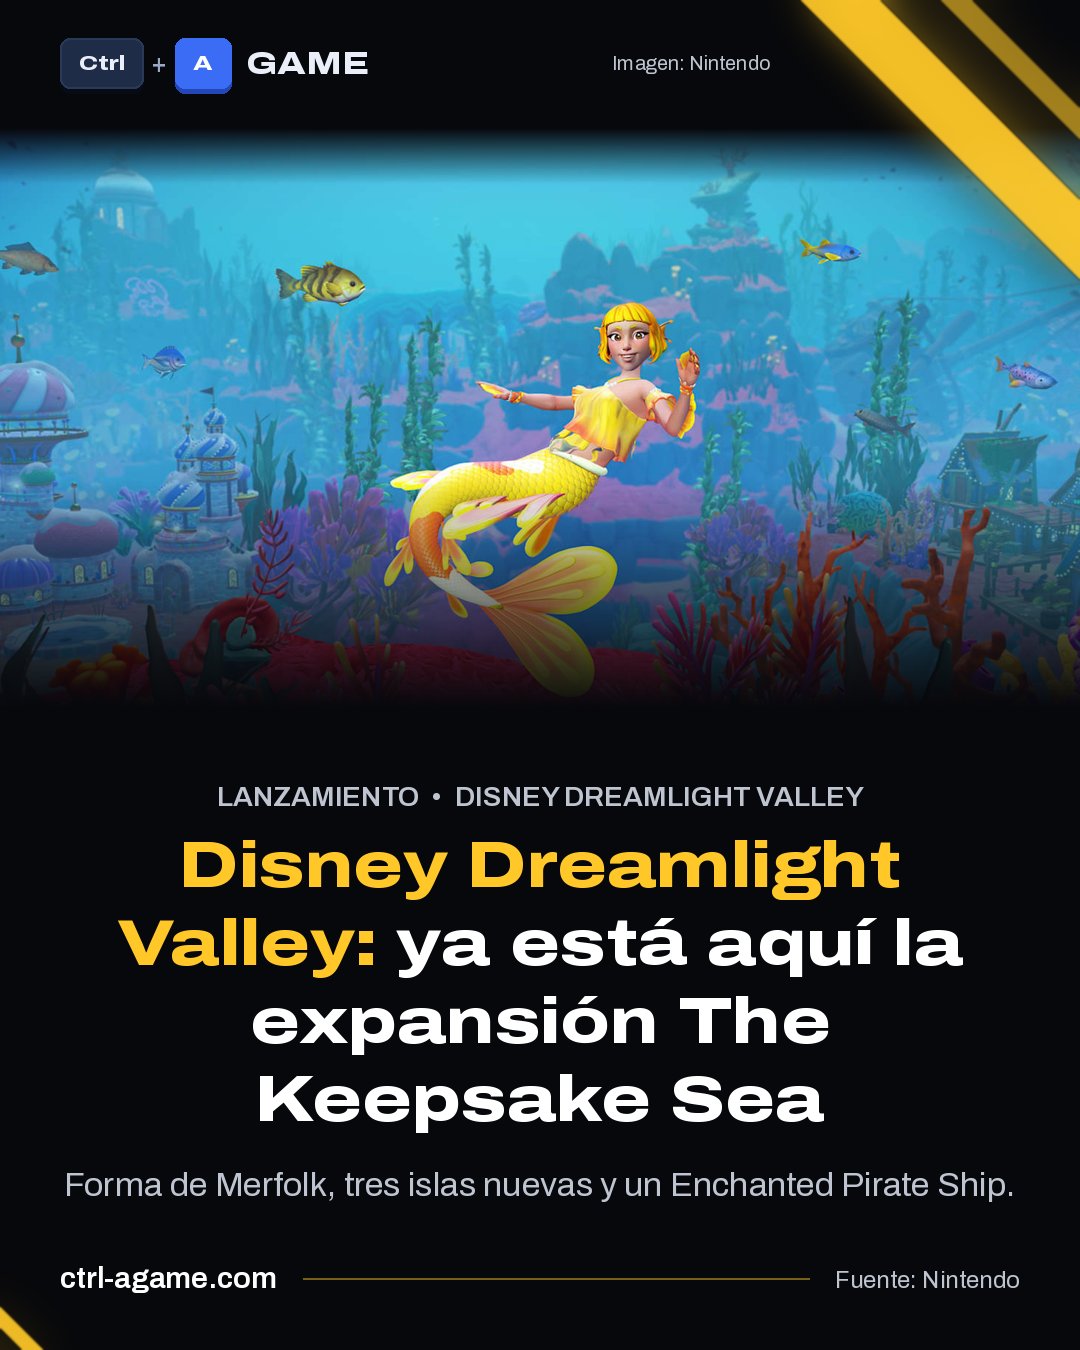 Ctrl + A GAME
Imagen: Nintendo
LANZAMIENTO • DISNEY DREAMLIGHT VALLEY
Disney Dreamlight
Valley: ya está aquí la
expansión The
Keepsake Sea
Forma de Merfolk, tres islas nuevas y un Enchanted Pirate Ship.
ctrl-agame.com
Fuente: Nintendo